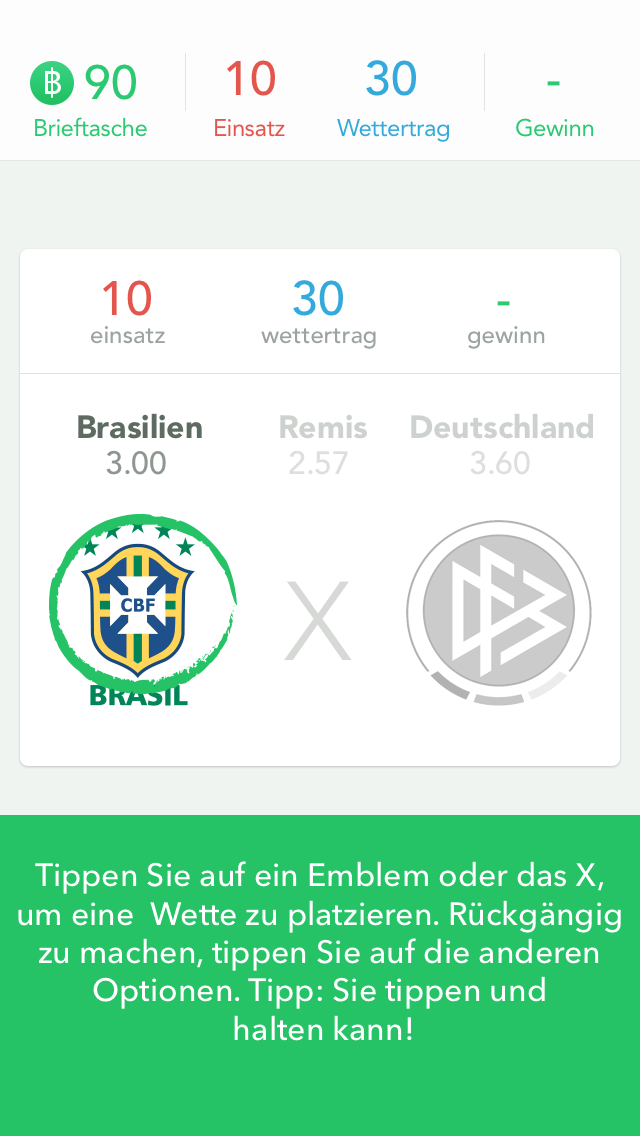 ฿ 90 10 30 -
Brieftasche Einsatz Wettertrag Gewinn
10 30 -
einsatz wettertrag gewinn
Brasilien Remis Deutschland
3.00 2.57 3.60
CBF X DFB
BRASIL
Tippen Sie auf ein Emblem oder das X,
um eine  Wette zu platzieren. Rückgängig
zu machen, tippen Sie auf die anderen
Optionen. Tipp: Sie tippen und
halten kann!